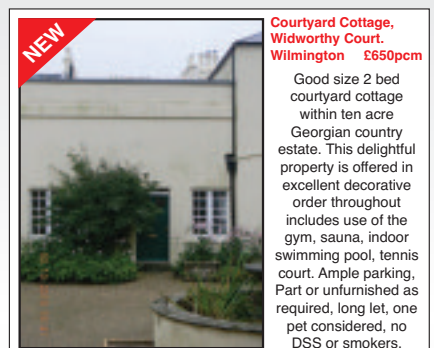 NEW
Courtyard Cottage,
Widworthy Court.
Wilmington £650pcm
Good size 2 bed
courtyard cottage
within ten acre
Georgian country
estate. This delightful
property is offered in
excellent decorative
order throughout
includes use of the
gym, sauna, indoor
swimming pool, tennis
court. Ample parking,
Part or unfurnished as
required, long let, one
pet considered, no
DSS or smokers.